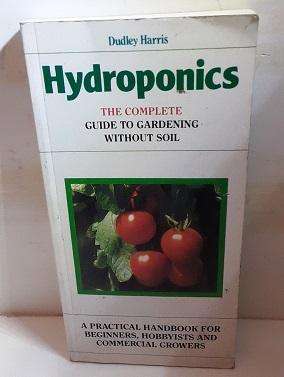 Dudley Harris
Hydroponics
THE COMPLETE
GUIDE TO GARDENING
WITHOUT SOIL
A PRACTICAL HANDBOOK FOR
BEGINNERS, HOBBYISTS AND
COMMERCIAL GROWERS